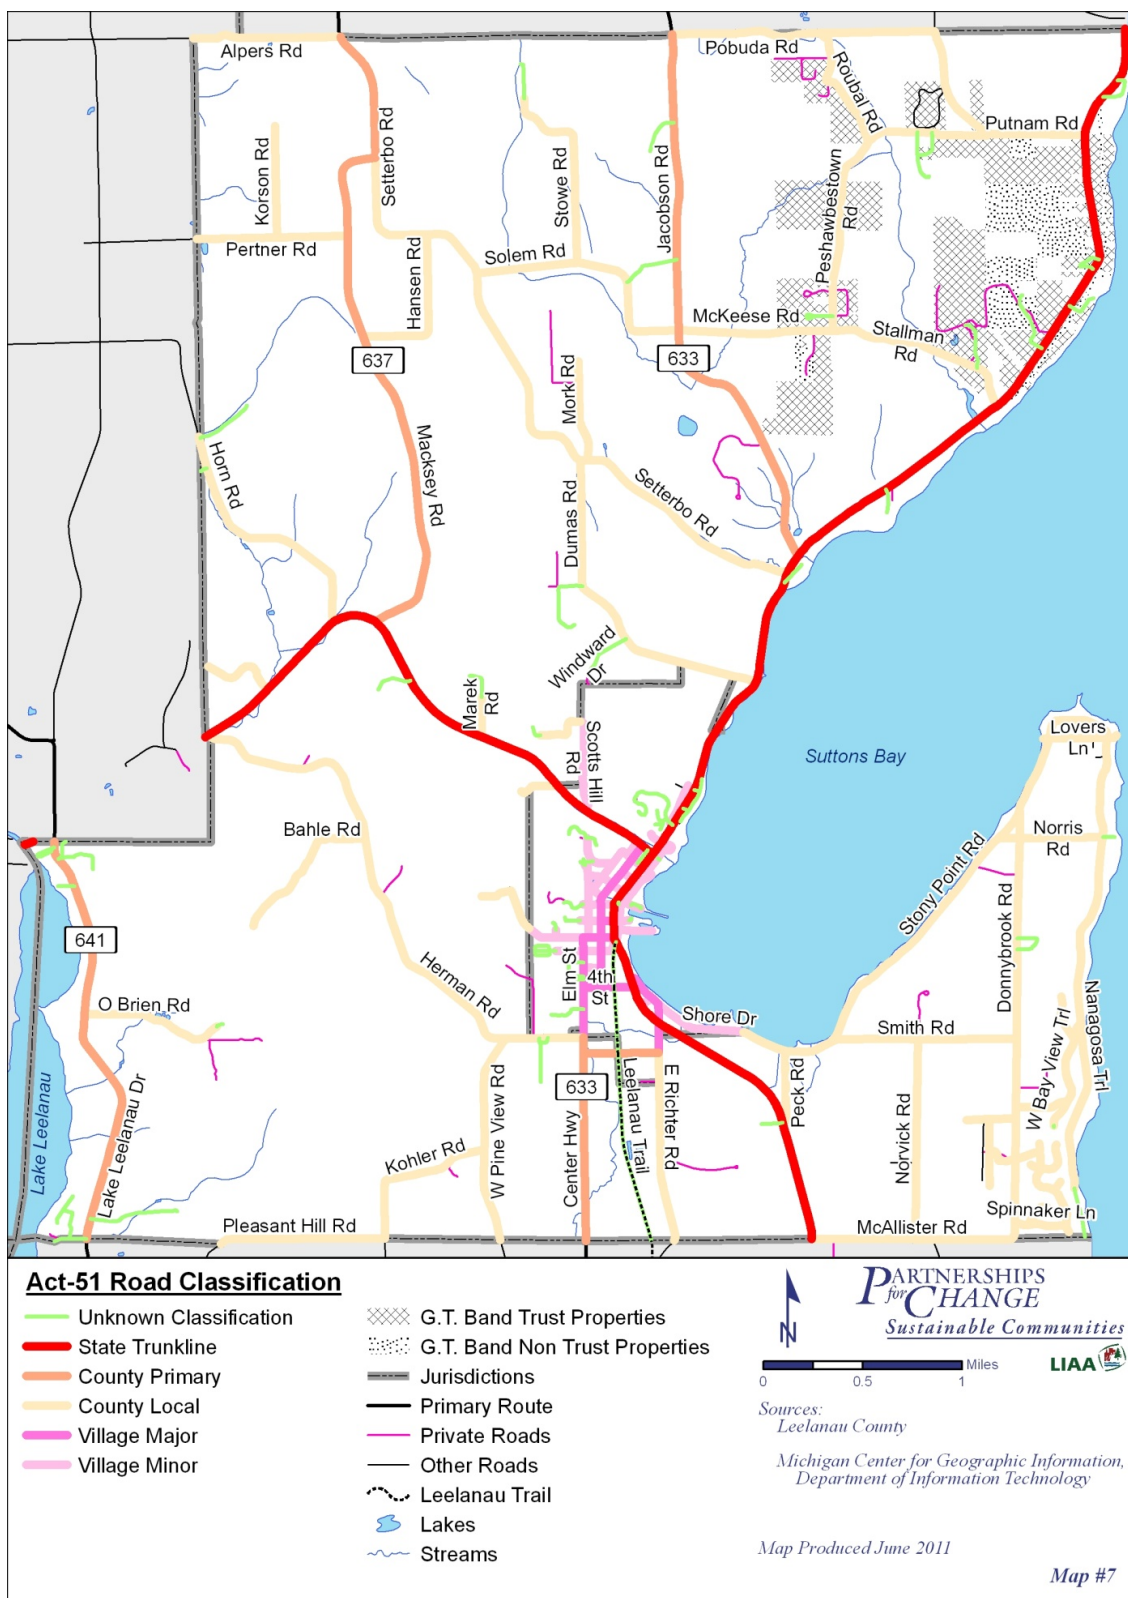 Alpers Rd
Pobuda Rd
Roubal Rd
Putnam Rd
Korson Rd
Setterbo Rd
Stowe Rd
Jacobson Rd
Peshawbestown
Rd
Pertner Rd
Hansen Rd
Solem Rd
McKeese Rd
Stallman
Rd
637
633
Mork Rd
Macksey Rd
Horn Rd
Setterbo Rd
Dumas Rd
Windward
Dr
Marek
Rd
Scotts Hill
Rd
Suttons Bay
Lovers
Ln
Bahle Rd
Norris
Rd
Stony Point Rd
641
Donnybrook Rd
Herman Rd
Elm St
4th
St
O Brien Rd
Shore Dr
Smith Rd
Nanagosa Trl
W Bay View Trl
Lake Leelanau
Lake Leelanau Dr
633
Leelanau Trail
E Richter Rd
Peck Rd
Norvick Rd
W Pine View Rd
Center Hwy
Kohler Rd
Pleasant Hill Rd
McAllister Rd
Spinnaker Ln
Act-51 Road Classification
Unknown Classification
State Trunkline
County Primary
County Local
Village Major
Village Minor
G.T. Band Trust Properties
G.T. Band Non Trust Properties
Jurisdictions
Primary Route
Private Roads
Other Roads
Leelanau Trail
Lakes
Streams
N
PARTNERSHIPS
for CHANGE
Sustainable Communities
Miles
0 0.5 1
LIAA
Sources:
Leelanau County
Michigan Center for Geographic Information,
Department of Information Technology
Map Produced June 2011
Map #7